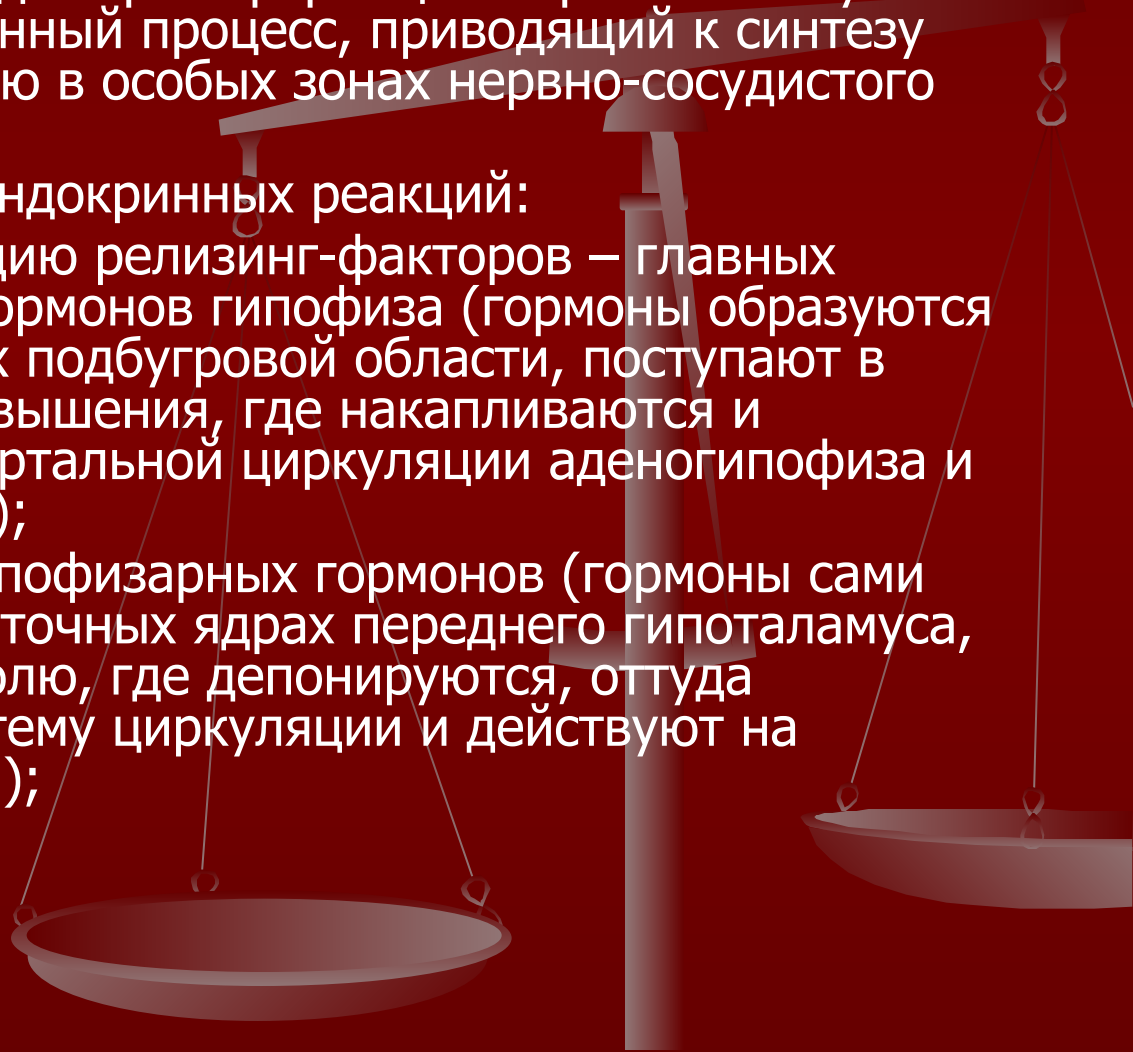 нный процесс, приводящий к синтезу
ю в особых зонах нервно-сосудистого
ндокринных реакций:
цию релизинг-факторов – главных
ормонов гипофиза (гормоны образуются
х подбугровой области, поступают в
вышения, где накапливаются и
ртальной циркуляции аденогипофиза и
);
пофизарных гормонов (гормоны сами
точных ядрах переднего гипоталамуса,
олю, где депонируются, оттуда
тему циркуляции и действуют на
);